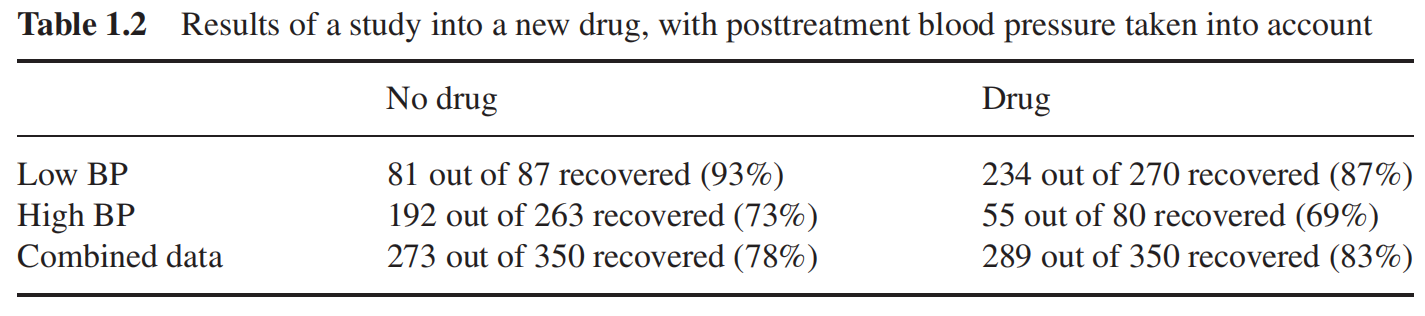 Table 1.2 Results of a study into a new drug, with posttreatment blood pressure taken into account
No drug Drug
Low BP 81 out of 87 recovered (93%) 234 out of 270 recovered (87%)
High BP 192 out of 263 recovered (73%) 55 out of 80 recovered (69%)
Combined data 273 out of 350 recovered (78%) 289 out of 350 recovered (83%)